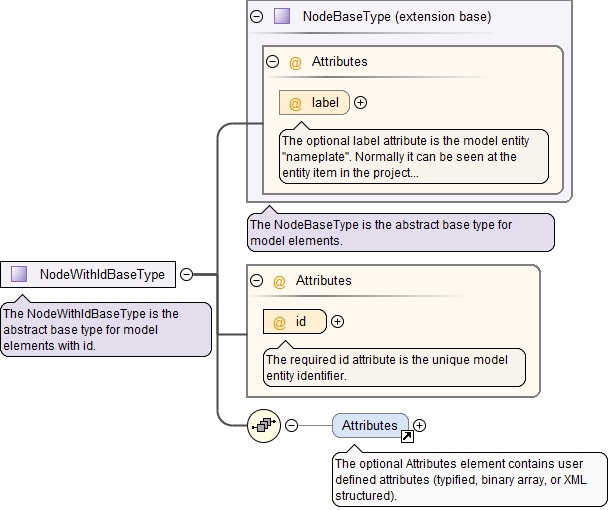 NodeBaseType (extension base)
@ Attributes
@ label
The optional label attribute is the model entity
"nameplate". Normally it can be seen at the
entity item in the project...
The NodeBaseType is the abstract base type for
model elements.
NodeWithIdBaseType
The NodeWithIdBaseType is the
abstract base type for model
elements with id.
@ Attributes
@ id
The required id attribute is the unique model
entity identifier.
Attributes
The optional Attributes element contains user
defined attributes (typified, binary array, or XML
structured).